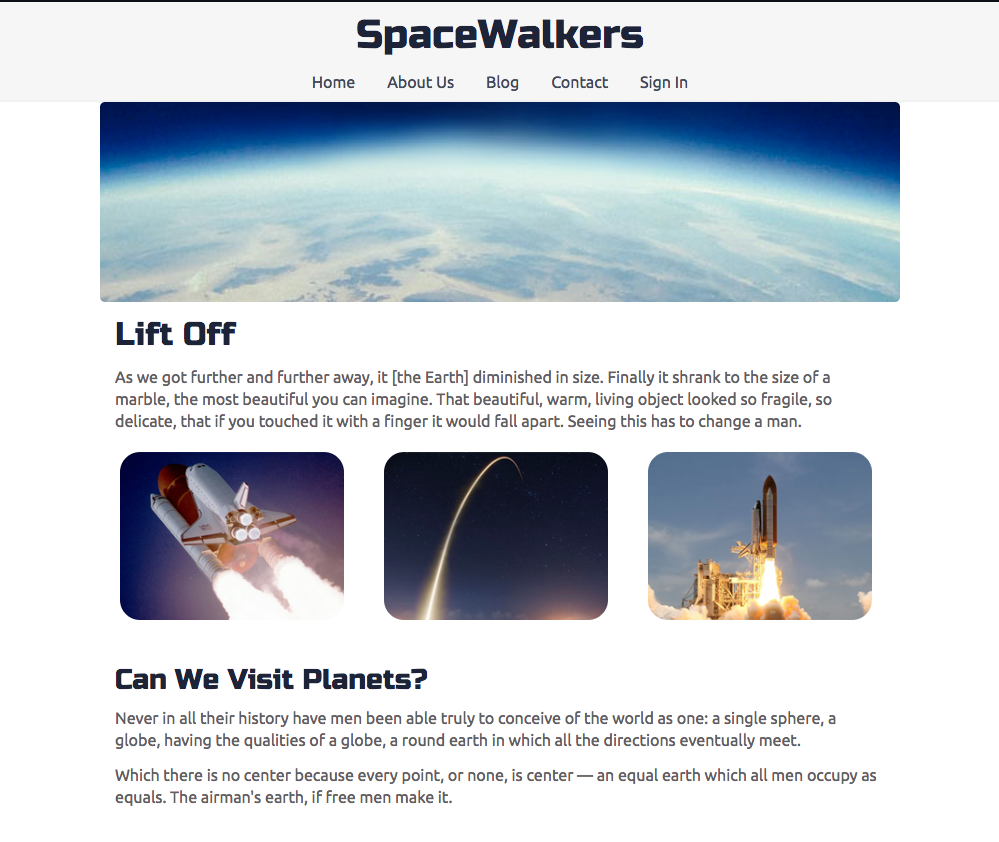 SpaceWalkers
Home About Us Blog Contact Sign In
Lift Off
As we got further and further away, it [the Earth] diminished in size. Finally it shrank to the size of a
marble, the most beautiful you can imagine. That beautiful, warm, living object looked so fragile, so
delicate, that if you touched it with a finger it would fall apart. Seeing this has to change a man.
Can We Visit Planets?
Never in all their history have men been able truly to conceive of the world as one: a single sphere, a
globe, having the qualities of a globe, a round earth in which all the directions eventually meet.
Which there is no center because every point, or none, is center — an equal earth which all men occupy as
equals. The airman's earth, if free men make it.